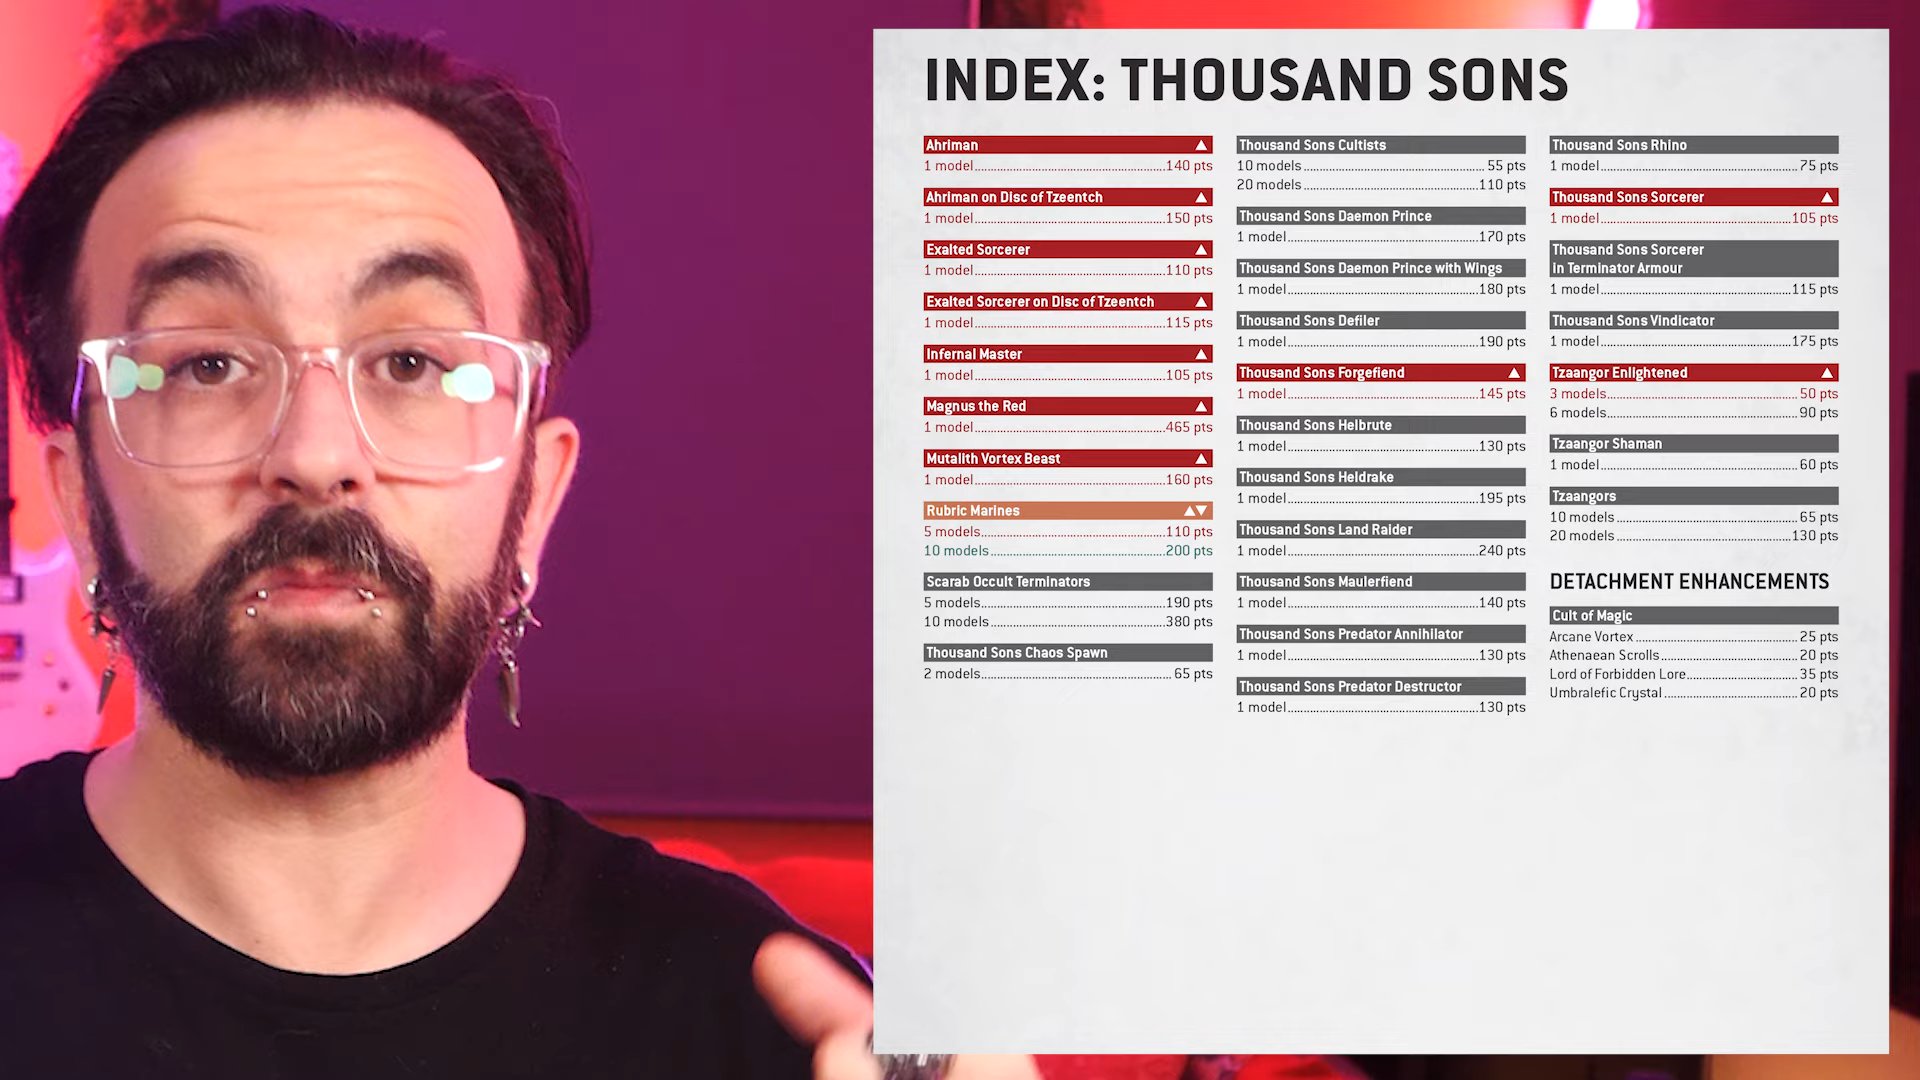 INDEX: THOUSAND SONS
Ahriman ▲
1 model 140 pts
Ahriman on Disc of Tzeentch ▲
1 model 150 pts
Exalted Sorcerer ▲
1 model 110 pts
Exalted Sorcerer on Disc of Tzeentch ▲
1 model 115 pts
Infernal Master ▲
1 model 105 pts
Magnus the Red ▲
1 model 465 pts
Mutalith Vortex Beast ▲
1 model 160 pts
Rubric Marines ▲▼
5 models 110 pts
10 models 200 pts
Scarab Occult Terminators
5 models 190 pts
10 models 380 pts
Thousand Sons Chaos Spawn
2 models 65 pts
Thousand Sons Cultists
10 models 55 pts
20 models 110 pts
Thousand Sons Daemon Prince
1 model 170 pts
Thousand Sons Daemon Prince with Wings
1 model 180 pts
Thousand Sons Defiler
1 model 190 pts
Thousand Sons Forgefiend ▲
1 model 145 pts
Thousand Sons Helbrute
1 model 130 pts
Thousand Sons Heldrake
1 model 195 pts
Thousand Sons Land Raider
1 model 240 pts
Thousand Sons Maulerfiend
1 model 140 pts
Thousand Sons Predator Annihilator
1 model 130 pts
Thousand Sons Predator Destructor
1 model 130 pts
Thousand Sons Rhino
1 model 75 pts
Thousand Sons Sorcerer ▲
1 model 105 pts
Thousand Sons Sorcerer
in Terminator Armour
1 model 115 pts
Thousand Sons Vindicator
1 model 175 pts
Tzaangor Enlightened ▲
3 models 50 pts
6 models 90 pts
Tzaangor Shaman
1 model 60 pts
Tzaangors
10 models 65 pts
20 models 130 pts
DETACHMENT ENHANCEMENTS
Cult of Magic
Arcane Vortex 25 pts
Athenaean Scrolls 20 pts
Lord of Forbidden Lore 35 pts
Umbralefic Crystal 20 pts